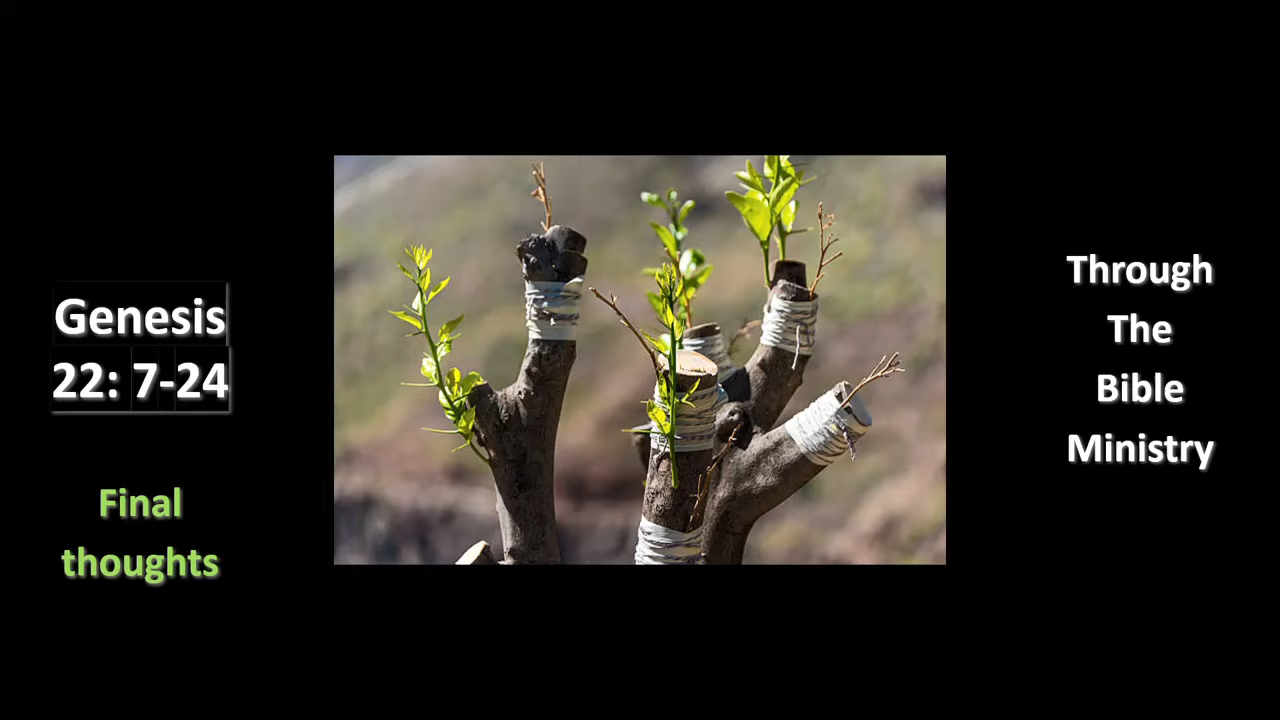 Genesis
22: 7-24
Final
thoughts
Through
The
Bible
Ministry